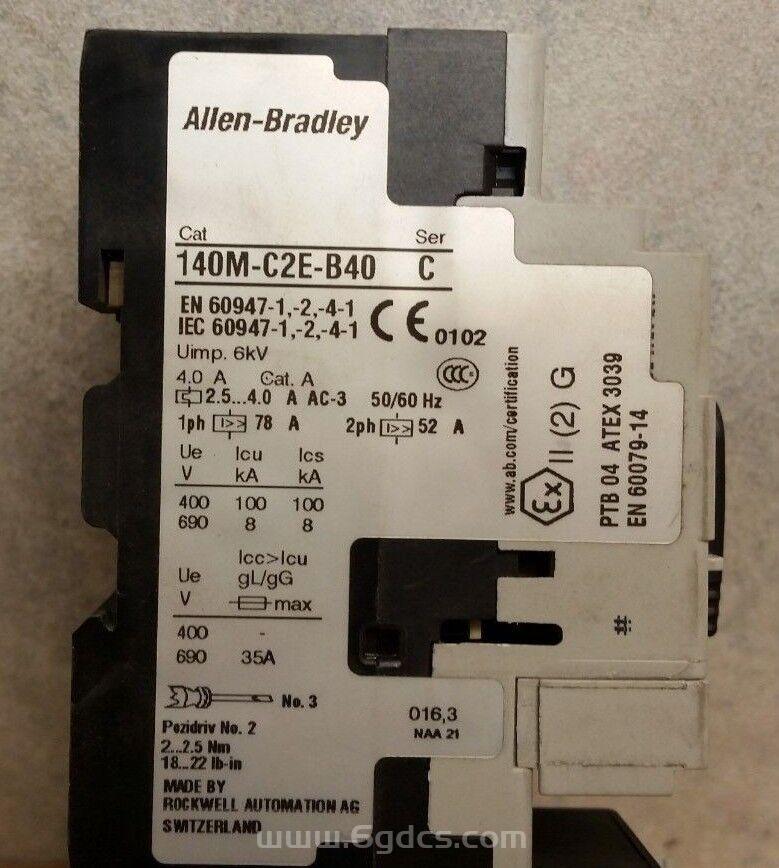 Allen-Bradley
Cat Ser
140M-C2E-B40 C
EN 60947-1,-2,-4-1
IEC 60947-1,-2,-4-1
CE 0102
Uimp. 6kV
CCC
4.0 A Cat. A
2.5...4.0 A AC-3 50/60 Hz
1ph I>> 78 A 2ph I>> 52 A
Ue Icu Ics
V kA kA
400 100 100
690 8 8
Icc>Icu
Ue gL/gG
V max
400 -
690 35A
No. 3
Pozidriv No. 2
2...2.5 Nm
18...22 lb-in
MADE BY
ROCKWELL AUTOMATION AG
SWITZERLAND
016,3
NAA 21
www.ab.com/certification
Ex II (2) G
PTB 04 ATEX 3039
EN 60079-14
#
www.6gdcs.com